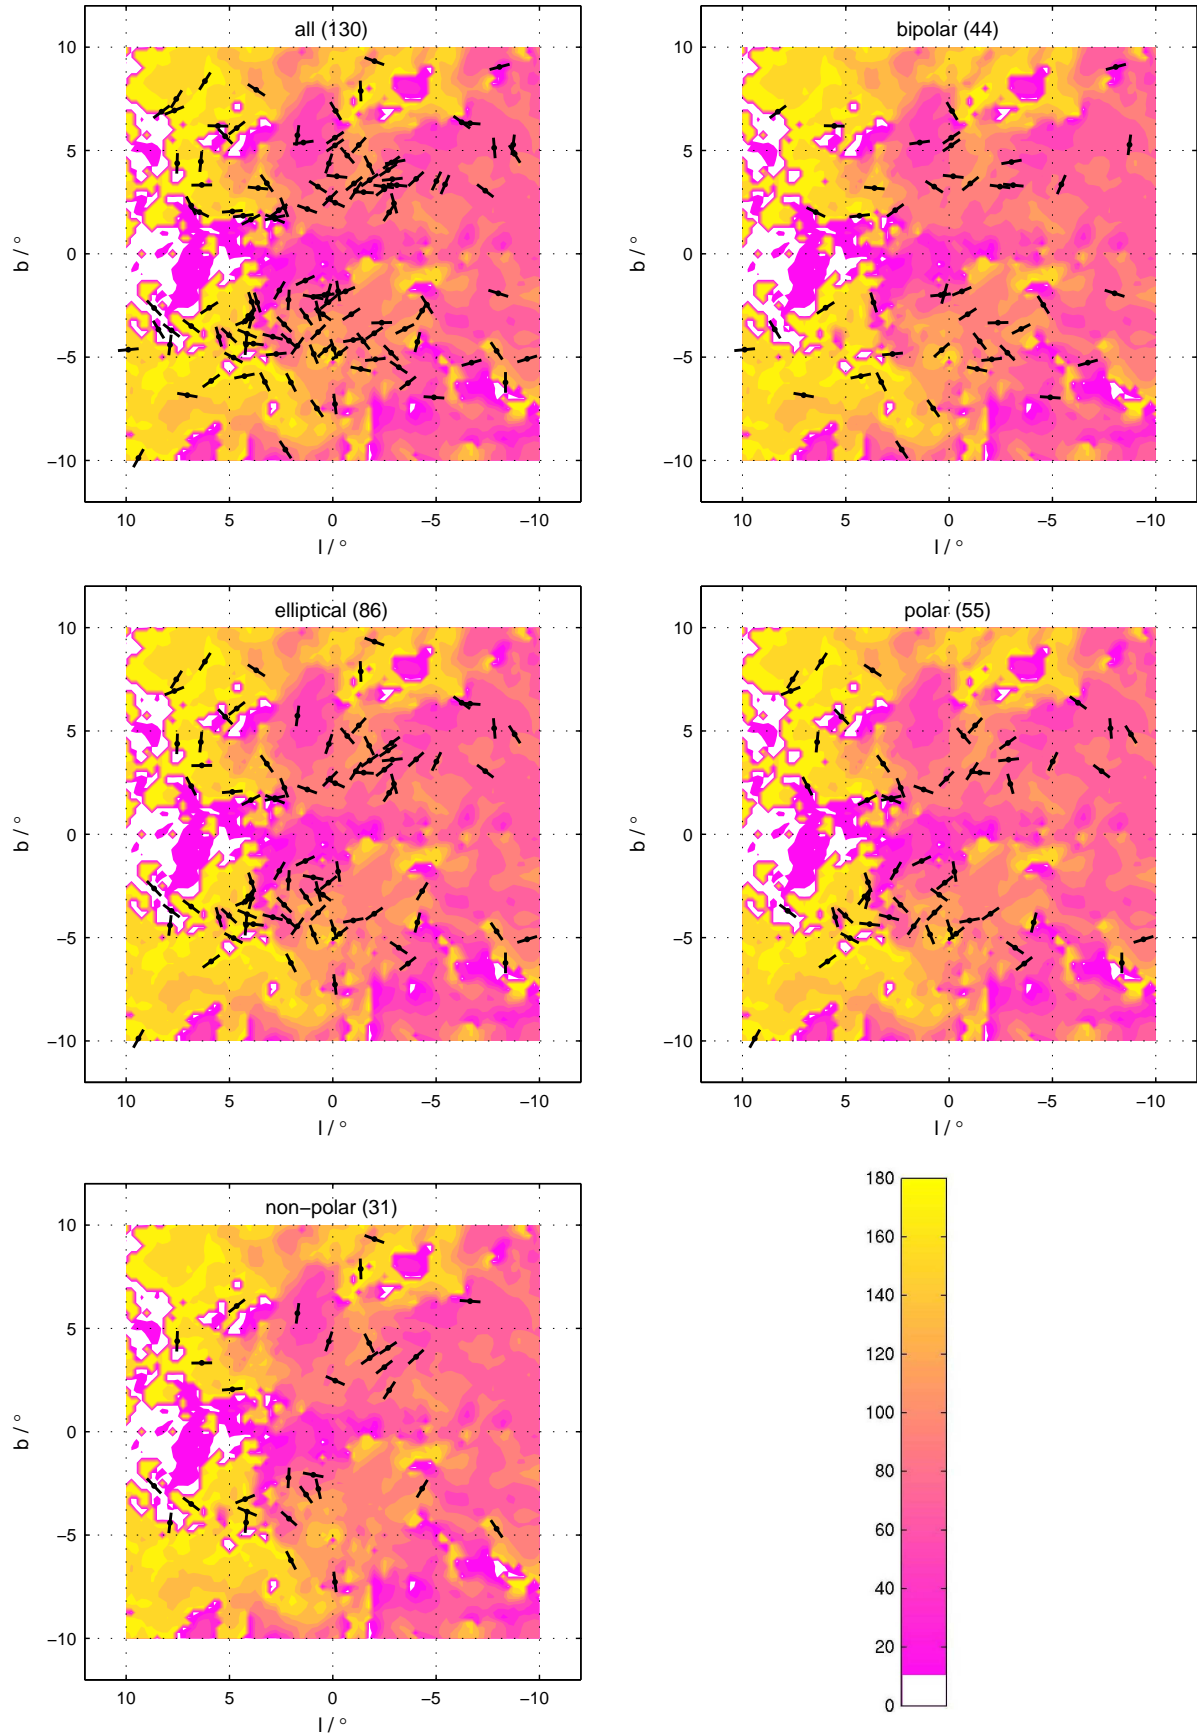 all (130)
10
5
0
−5
−10
b / °
10 5 0 −5 −10
l / °
bipolar (44)
10
5
0
−5
−10
b / °
10 5 0 −5 −10
l / °
elliptical (86)
10
5
0
−5
−10
b / °
10 5 0 −5 −10
l / °
polar (55)
10
5
0
−5
−10
b / °
10 5 0 −5 −10
l / °
non−polar (31)
10
5
0
−5
−10
b / °
10 5 0 −5 −10
l / °
180
160
140
120
100
80
60
40
20
0